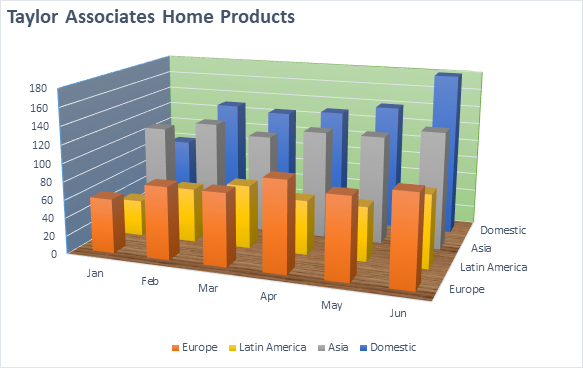 Taylor Associates Home Products
180
160
140
120
100
80
60
40
20
0
Jan
Feb
Mar
Apr
May
Jun
Domestic
Asia
Latin America
Europe
Europe Latin America Asia Domestic